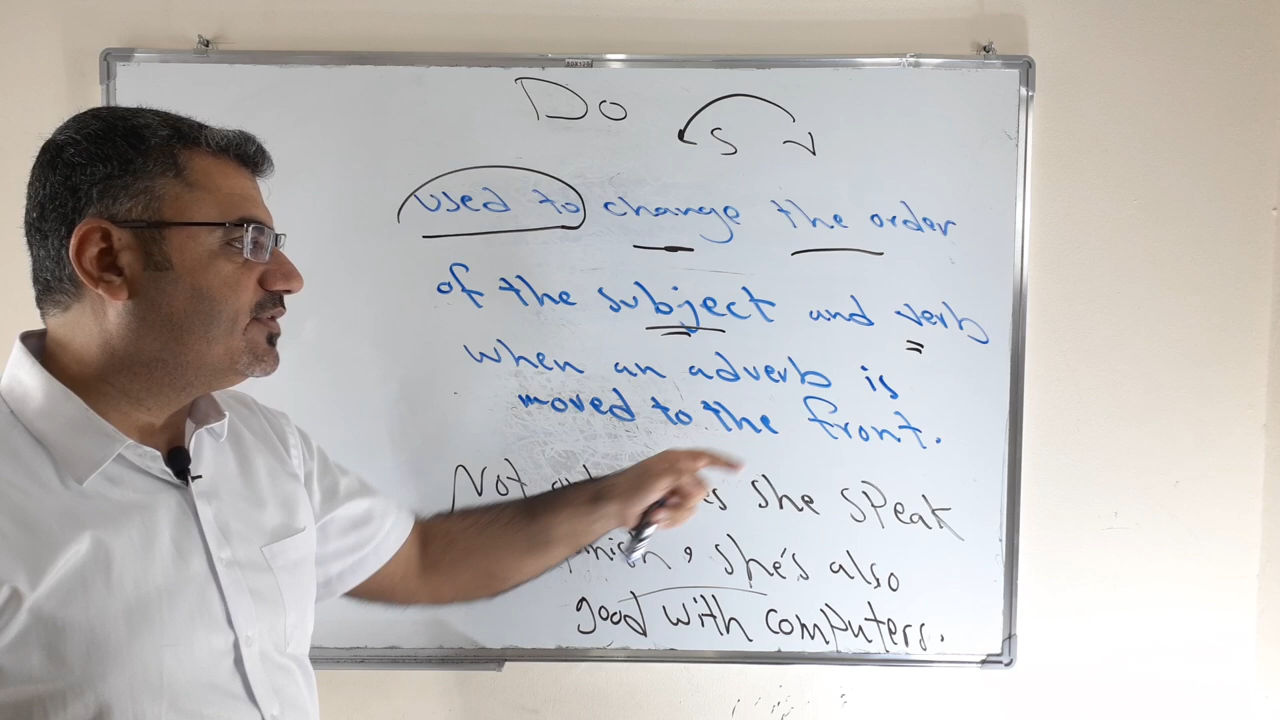 Do
S V
used to change the order
of the subject and verb
when an adverb is
moved to the front.
Not she speak
, she's also
good with computers.